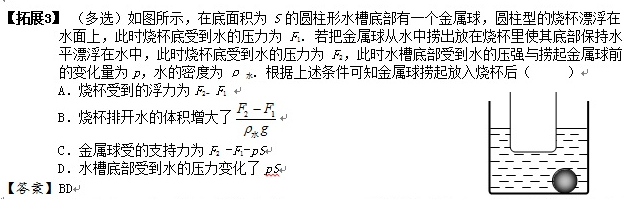 【拓展3】（多选）如图所示，在底面积为 S 的圆柱形水槽底部有一个金属球，圆柱型的烧杯漂浮在
水面上，此时烧杯底受到水的压力为 F₁．若把金属球从水中捞出放在烧杯里使其底部保持水
平漂浮在水中，此时烧杯底受到水的压力为 F₂，此时水槽底部受到水的压强与捞起金属球前
的变化量为 p，水的密度为 ρ水．根据上述条件可知金属球捞起放入烧杯后（　　）
A．烧杯受到的浮力为 F₂- F₁
B．烧杯排开水的体积增大了 (F₂－F₁)/(ρ水g)
C．金属球受的支持力为 F₂ -F₁-pS
D．水槽底部受到水的压力变化了 pS
【答案】BD